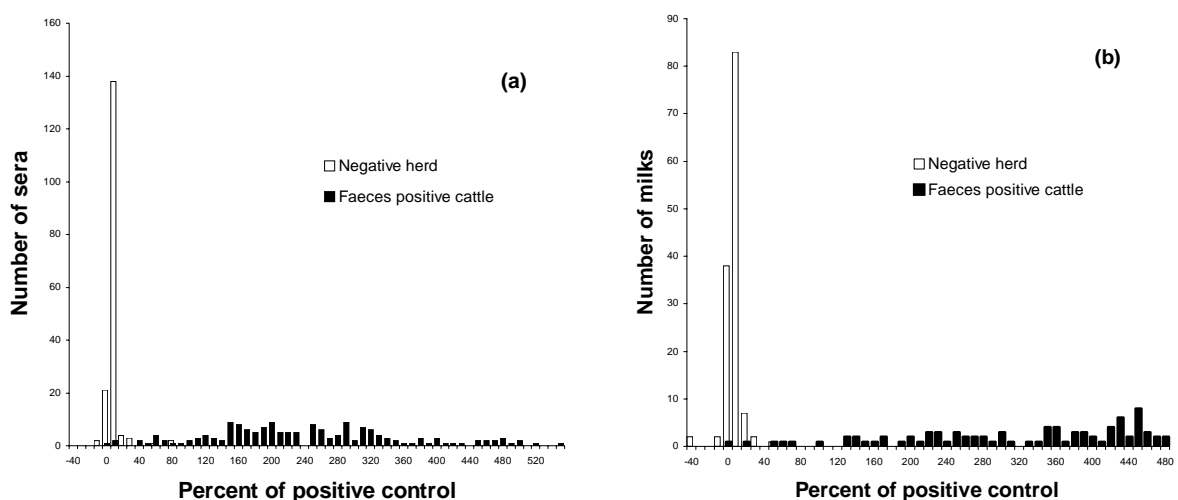 160
140
120
100
80
60
40
20
0
Number of sera
(a)
Negative herd
Faeces positive cattle
-40 0 40 80 120 160 200 240 280 320 360 400 440 480 520
Percent of positive control
90
80
70
60
50
40
30
20
10
0
Number of milks
(b)
Negative herd
Faeces positive cattle
-40 0 40 80 120 160 200 240 280 320 360 400 440 480
Percent of positive control